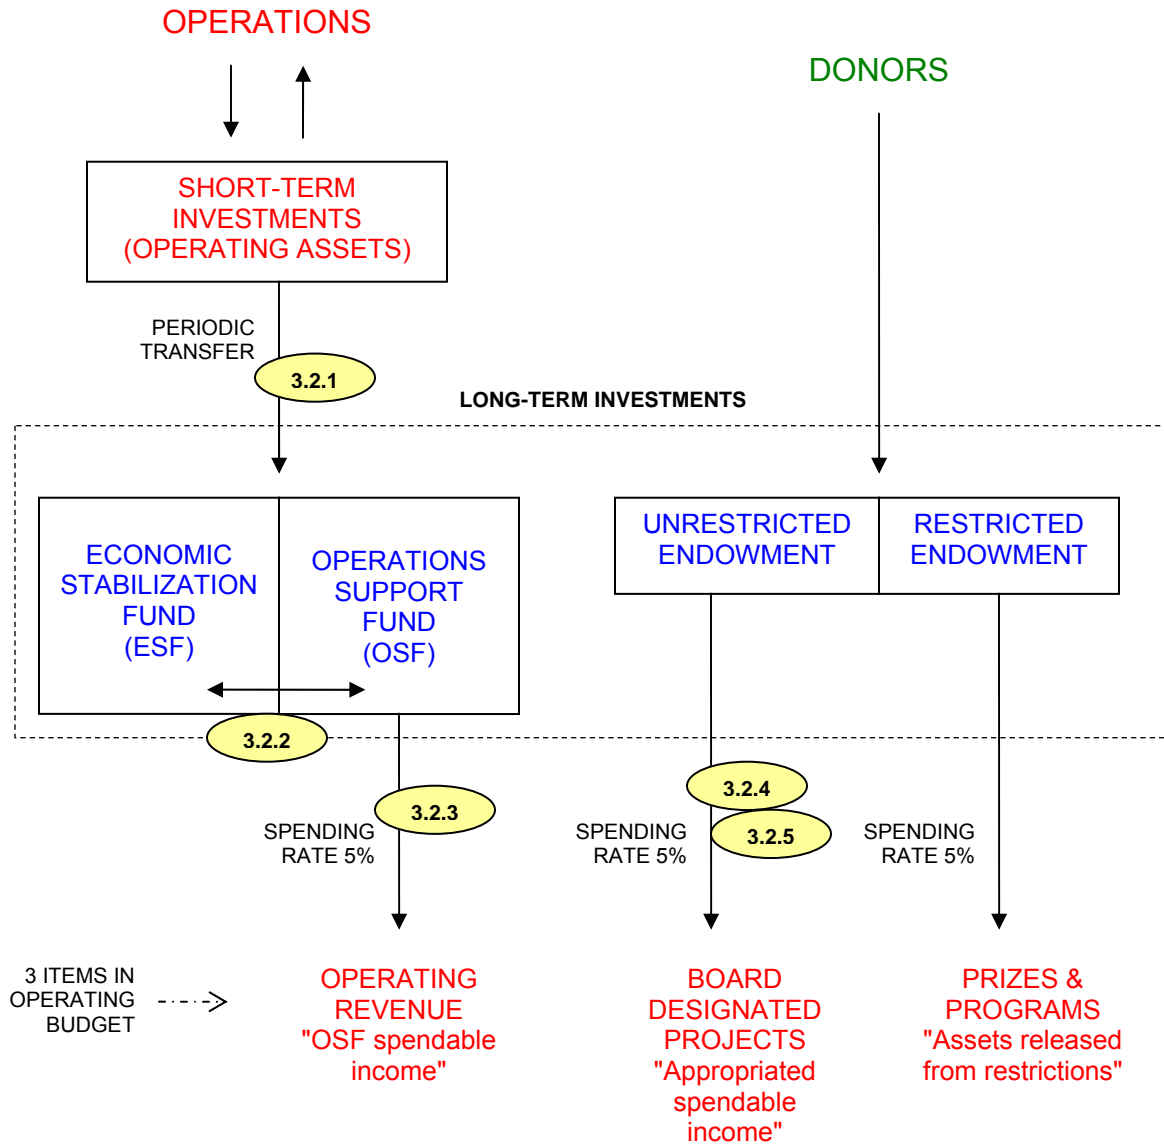 OPERATIONS
DONORS
SHORT-TERM
INVESTMENTS
(OPERATING ASSETS)
PERIODIC
TRANSFER
3.2.1
LONG-TERM INVESTMENTS
ECONOMIC
STABILIZATION
FUND
(ESF)
OPERATIONS
SUPPORT
FUND
(OSF)
UNRESTRICTED
ENDOWMENT
RESTRICTED
ENDOWMENT
3.2.2
3.2.3
SPENDING
RATE 5%
3.2.4
3.2.5
SPENDING
RATE 5%
SPENDING
RATE 5%
3 ITEMS IN
OPERATING
BUDGET
OPERATING
REVENUE
"OSF spendable
income"
BOARD
DESIGNATED
PROJECTS
"Appropriated
spendable
income"
PRIZES &
PROGRAMS
"Assets released
from restrictions"